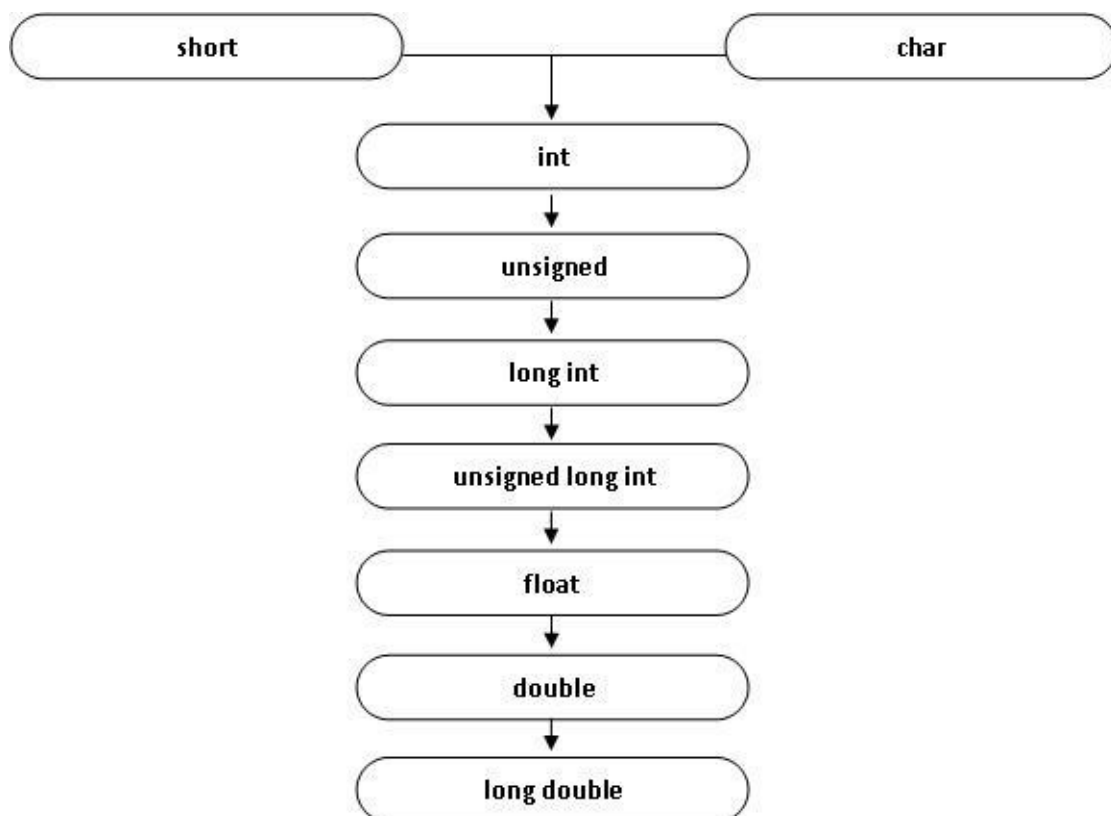 short
char
int
unsigned
long int
unsigned long int
float
double
long double